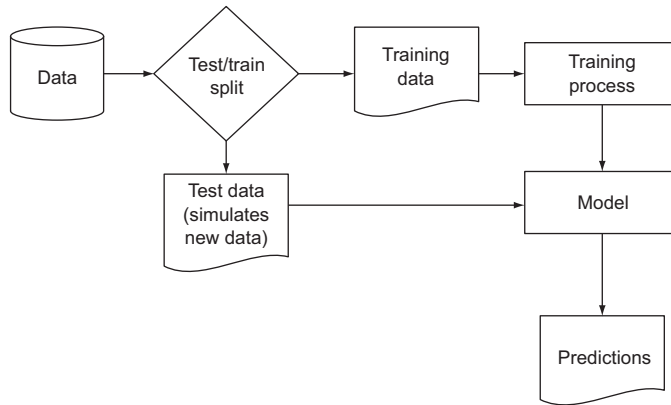 Data
Test/train
split
Training
data
Training
process
Test data
(simulates
new data)
Model
Predictions